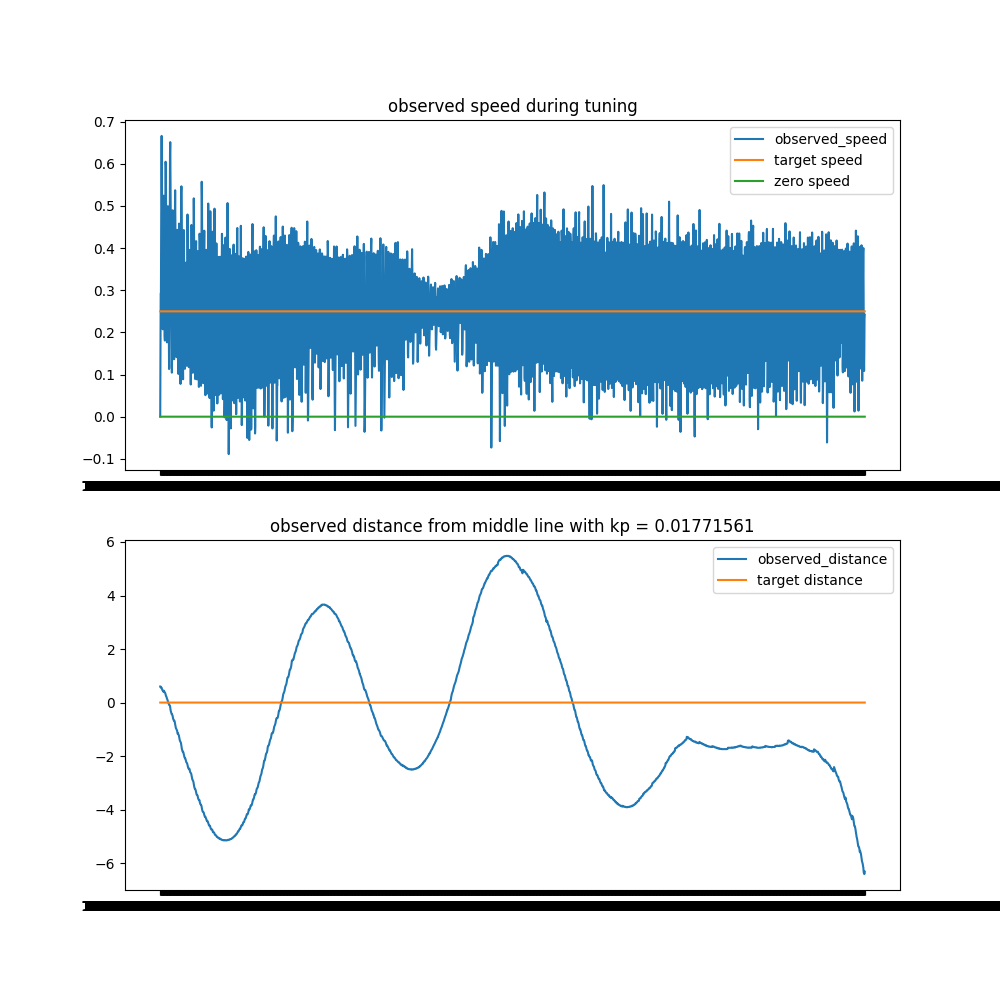 observed speed during tuning
0.7
0.6
0.5
0.4
0.3
0.2
0.1
0.0
−0.1
observed_speed
target speed
zero speed
observed distance from middle line with kp = 0.01771561
6
4
2
0
−2
−4
−6
observed_distance
target distance